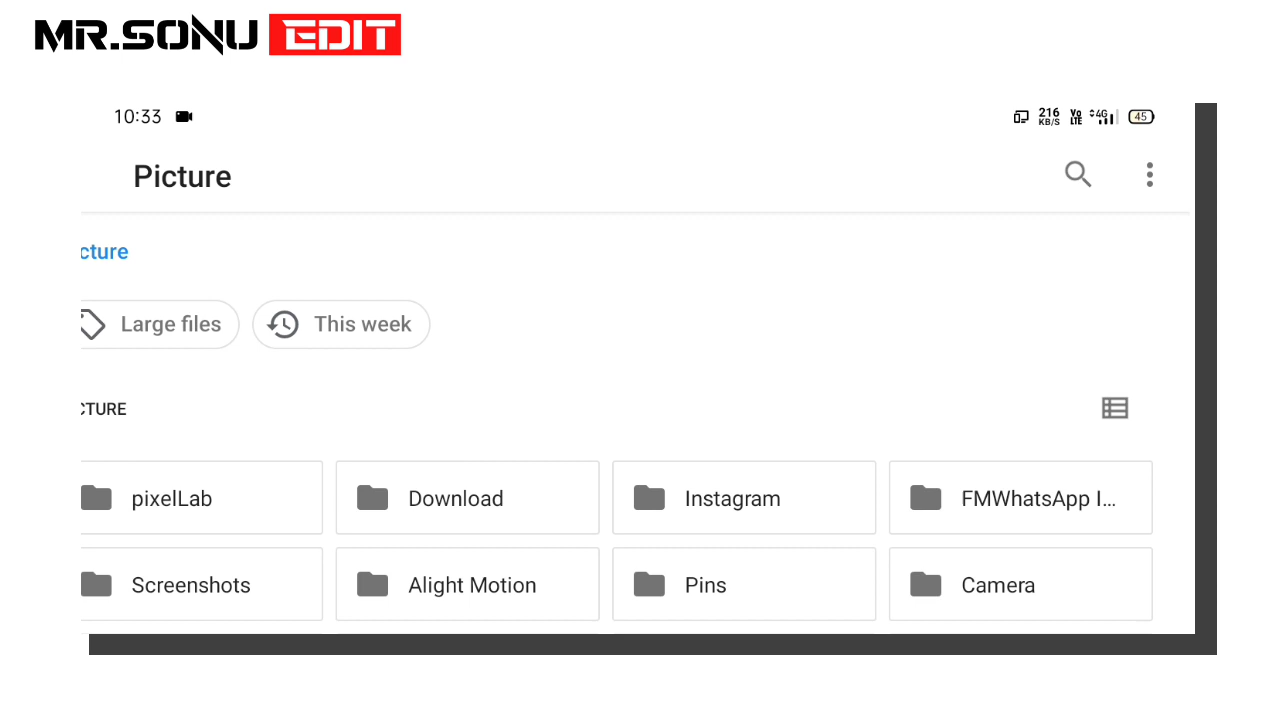 MR.SONU EDIT
10:33 216 KB/S Vo LTE 4G 45
Picture
cture
Large files This week
CTURE
pixelLab Download Instagram FMWhatsApp I...
Screenshots Alight Motion Pins Camera